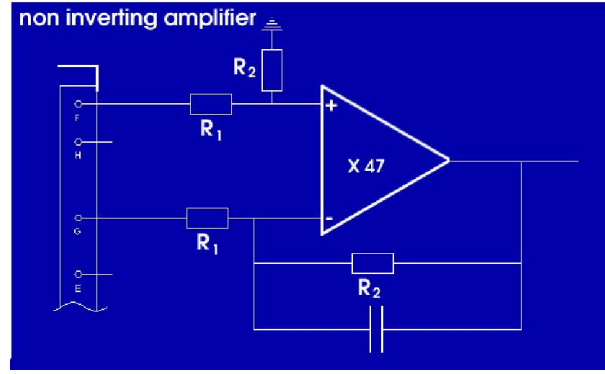 non inverting amplifier
R2
F
R1
+
H
X 47
G
R1
-
E
R2